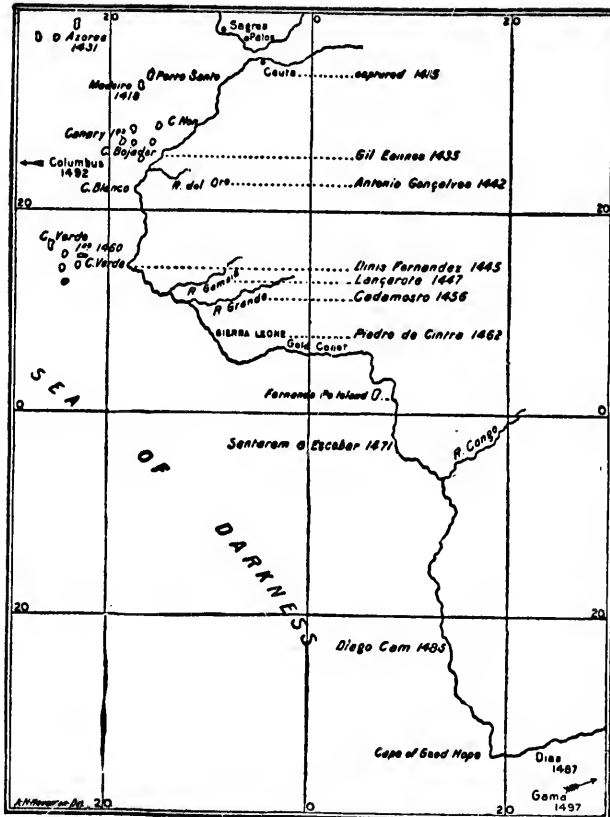 20
0
20
Sagres
Palos
Azores
1431
Porro Santo
Ceuta
captured 1415
Madeira
1418
C Non
Canary Iˢ
C. Bojador
Gil Eannes 1435
Columbus
1492
R. del Oro
Antonio Gonçalves 1442
C. Blanco
20
20
C. Verde
Iˢ 1460
C. Verde
Dinis Fernandez 1445
R Gambia
Lançarote 1447
R Grande
Cadamosto 1456
SIERRA LEONE
Piedro de Cintra 1462
Gold Coast
Fernando Po Island
0
0
SEA
OF
DARKNESS
Santarem & Escobar 1471
R. Congo
20
20
Diago Cam 1485
Cape of Good Hope
Dias
1487
Gama
1497
20
0
20